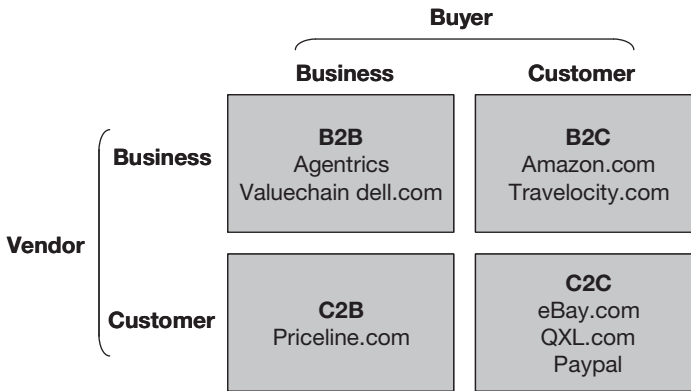 Buyer
Business
Customer
Vendor
Business
B2B
Agentrics
Valuechain dell.com
B2C
Amazon.com
Travelocity.com
Customer
C2B
Priceline.com
C2C
eBay.com
QXL.com
Paypal